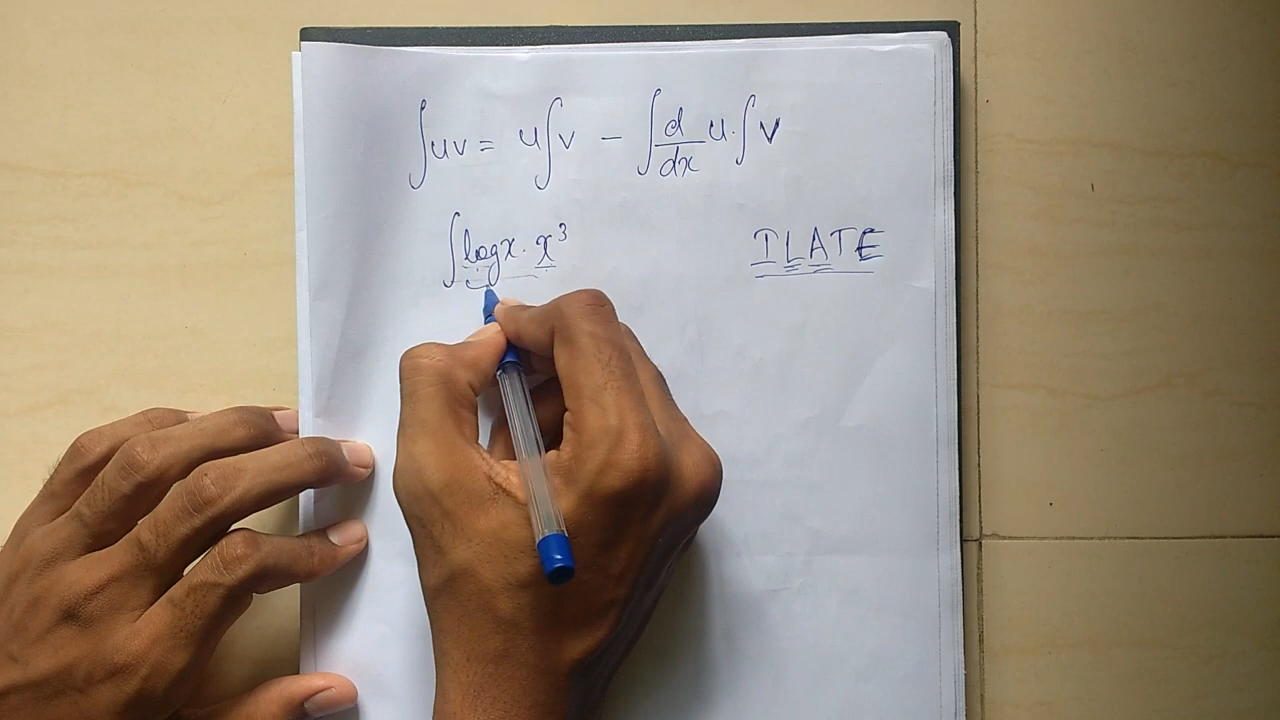 ∫uv = u∫v - ∫d/dx u.∫v
∫logx . x³
ILATE